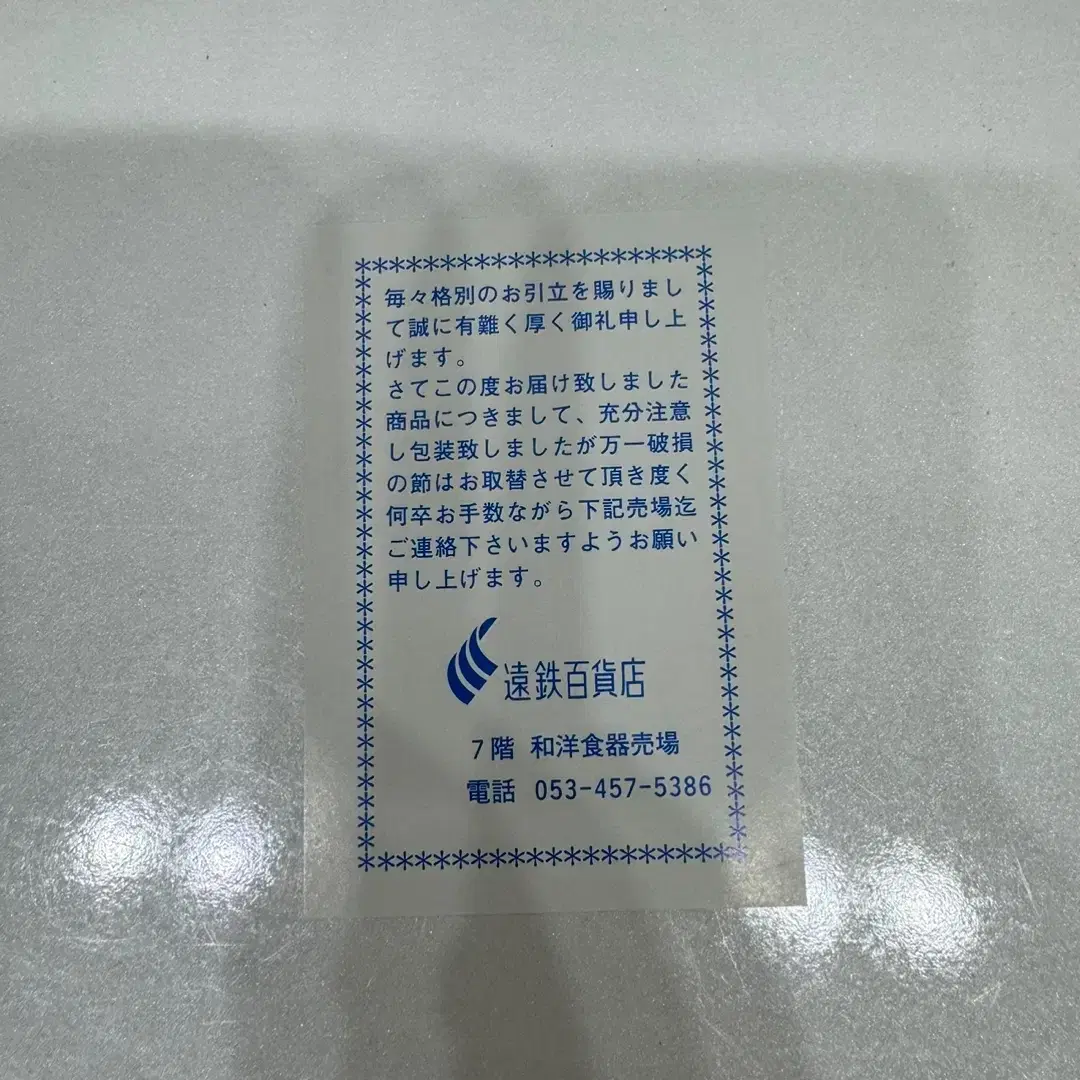 毎々格別のお引立を賜りまし
て誠に有難く厚く御礼申し上
げます。
さてこの度お届け致しました
商品につきまして、充分注意
し包装致しましたが万一破損
の節はお取替させて頂き度く
何卒お手数ながら下記売場迄
ご連絡下さいますようお願い
申し上げます。
遠鉄百貨店
7階 和洋食器売場
電話 053-457-5386